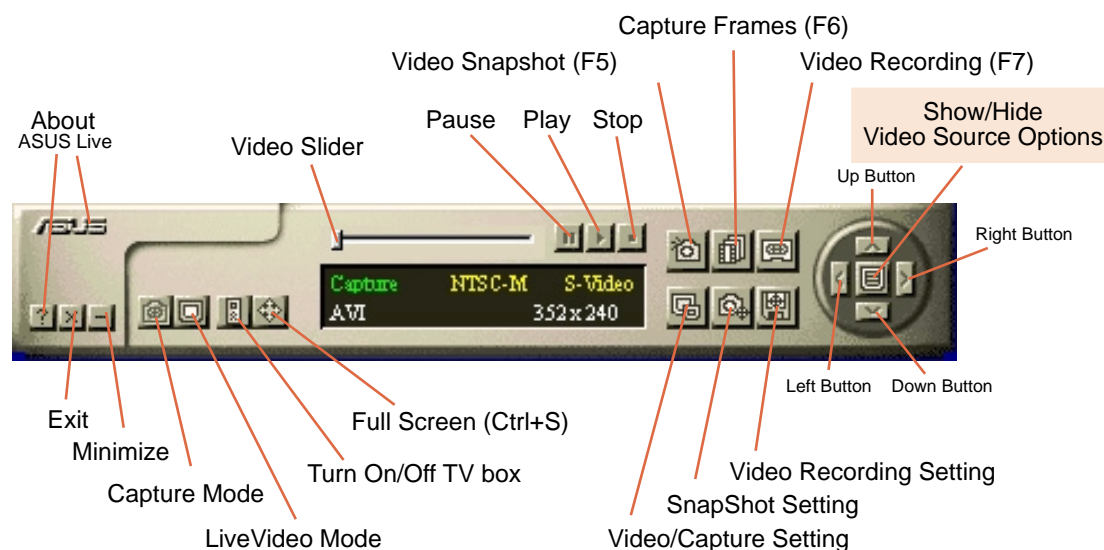 Capture Frames (F6)
Video Snapshot (F5)
Video Recording (F7)
Show/Hide
Video Source Options
About
ASUS Live
Video Slider
Pause
Play
Stop
Up Button
Right Button
ASUS
Capture NTSC-M S-Video
AVI 352x240
?
Left Button
Down Button
Exit
Minimize
Capture Mode
LiveVideo Mode
Turn On/Off TV box
Full Screen (Ctrl+S)
Video Recording Setting
SnapShot Setting
Video/Capture Setting